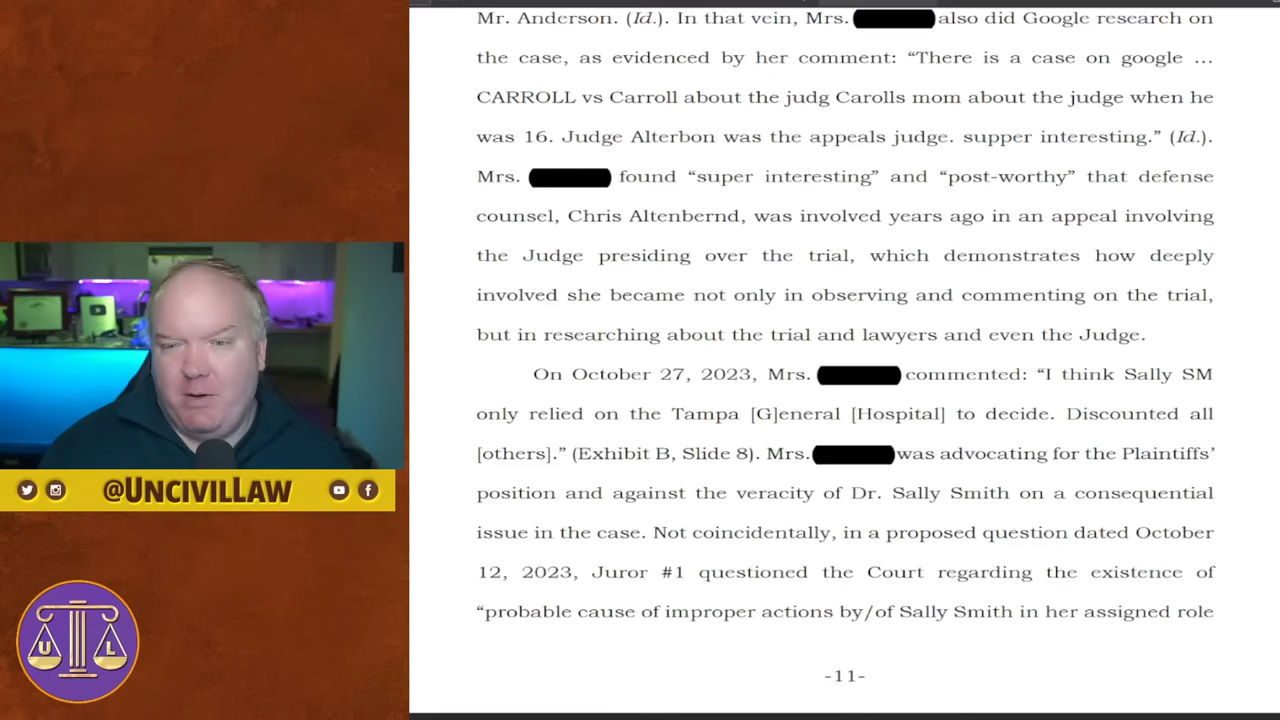 Mr. Anderson. (Id.). In that vein, Mrs. also did Google research on
the case, as evidenced by her comment: “There is a case on google ...
CARROLL vs Carroll about the judg Carolls mom about the judge when he
was 16. Judge Alterbon was the appeals judge. supper interesting.” (Id.).
Mrs. found “super interesting” and “post-worthy” that defense
counsel, Chris Altenbernd, was involved years ago in an appeal involving
the Judge presiding over the trial, which demonstrates how deeply
involved she became not only in observing and commenting on the trial,
but in researching about the trial and lawyers and even the Judge.
On October 27, 2023, Mrs. commented: “I think Sally SM
only relied on the Tampa [G]eneral [Hospital] to decide. Discounted all
[others].” (Exhibit B, Slide 8). Mrs. was advocating for the Plaintiffs’
position and against the veracity of Dr. Sally Smith on a consequential
issue in the case. Not coincidentally, in a proposed question dated October
12, 2023, Juror #1 questioned the Court regarding the existence of
“probable cause of improper actions by/of Sally Smith in her assigned role
-11-
@UNCIVILLAW
U L